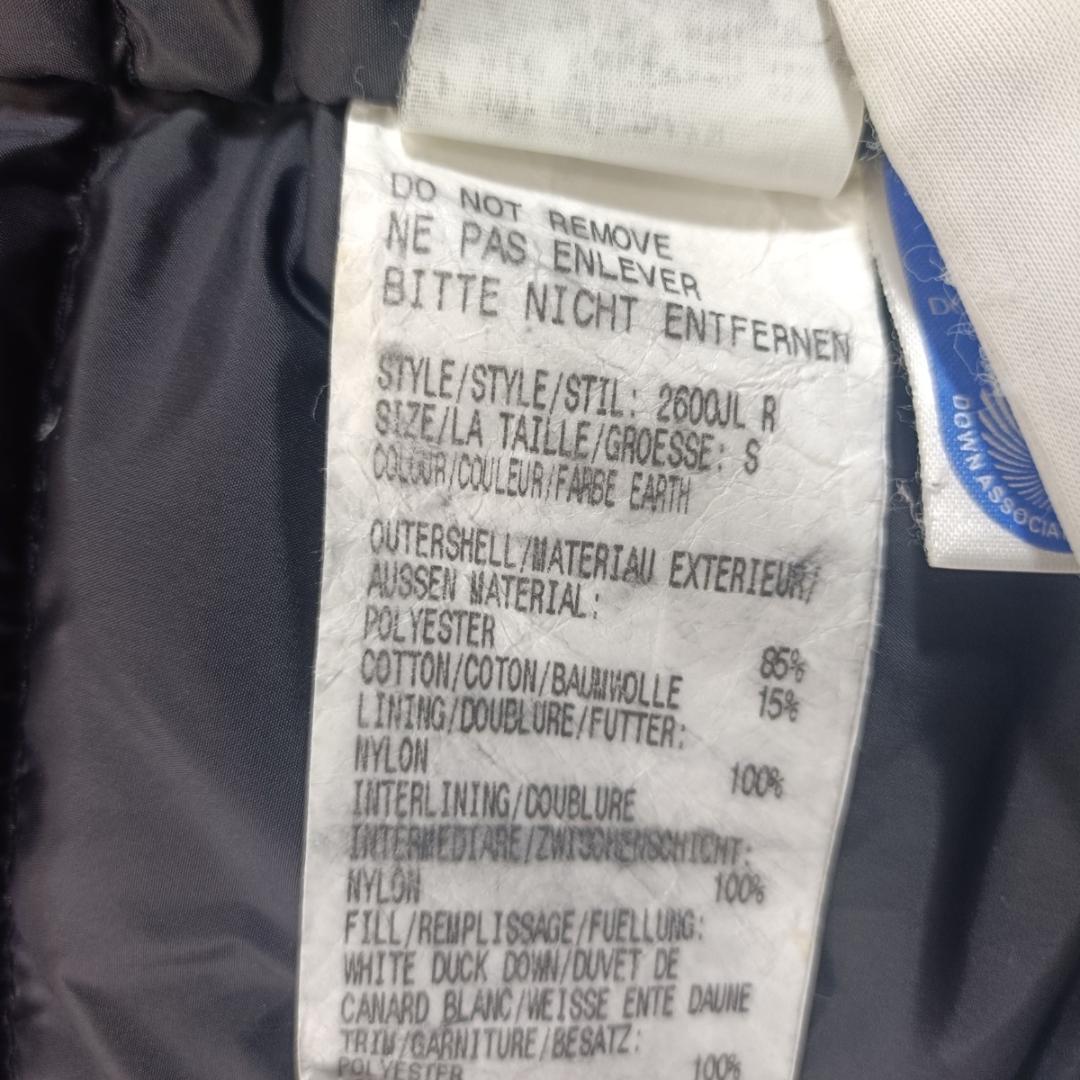 DO NOT REMOVE
NE PAS ENLEVER
BITTE NICHT ENTFERNEN
STYLE/STYLE/STIL: 2600JL R
SIZE/LA TAILLE/GROESSE: S
COLOUR/COULEUR/FARBE EARTH
OUTERSHELL/MATERIAU EXTERIEUR/
AUSSEN MATERIAL:
POLYESTER 85%
COTTON/COTON/BAUMWOLLE 15%
LINING/DOUBLURE/FUTTER:
NYLON 100%
INTERLINING/DOUBLURE
INTERMEDIARE/ZWISCHENSCHICHT:
NYLON 100%
FILL/REMPLISSAGE/FUELLUNG:
WHITE DUCK DOWN/DUVET DE
CANARD BLANC/WEISSE ENTE DAUNE
TRIM/GARNITURE/BESATZ:
POLYESTER 100%
DOWN